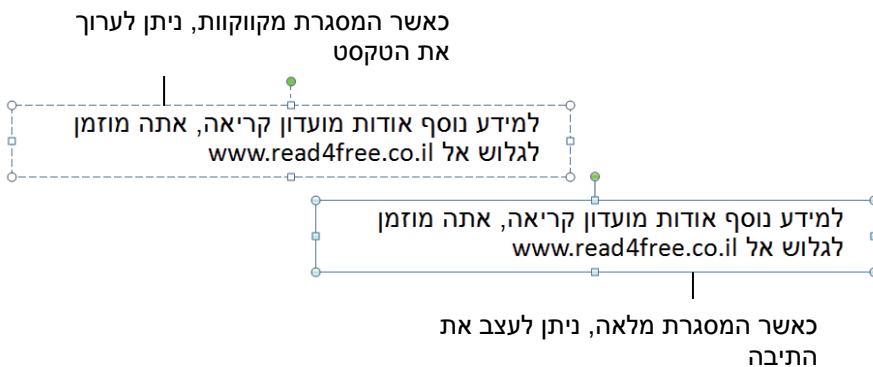 כאשר המסגרת מקווקוות, ניתן לערוך
את הטקסט
למידע נוסף אודות מועדון קריאה, אתה מוזמן
לגלוש אל www.read4free.co.il
למידע נוסף אודות מועדון קריאה, אתה מוזמן
לגלוש אל www.read4free.co.il
כאשר המסגרת מלאה, ניתן לעצב את
התיבה